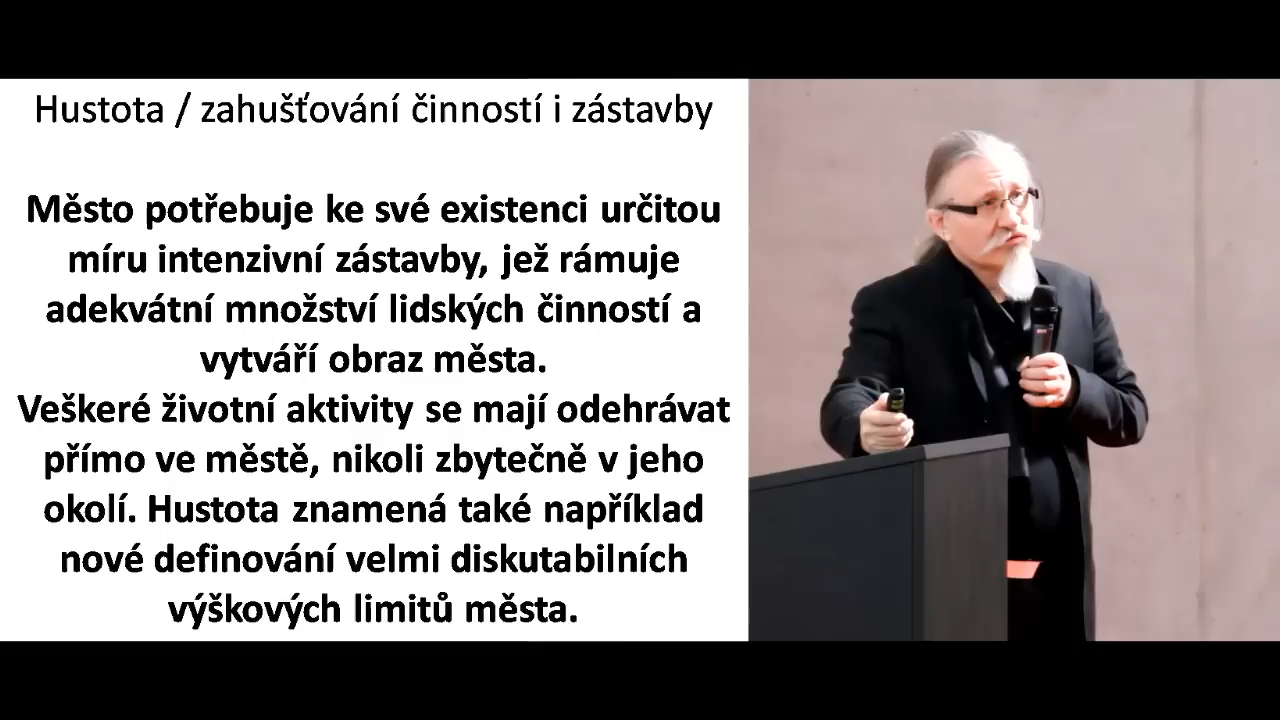 Hustota / zahušťování činností i zástavby
Město potřebuje ke své existenci určitou
míru intenzivní zástavby, jež rámuje
adekvátní množství lidských činností a
vytváří obraz města.
Veškeré životní aktivity se mají odehrávat
přímo ve městě, nikoli zbytečně v jeho
okolí. Hustota znamená také například
nové definování velmi diskutabilních
výškových limitů města.